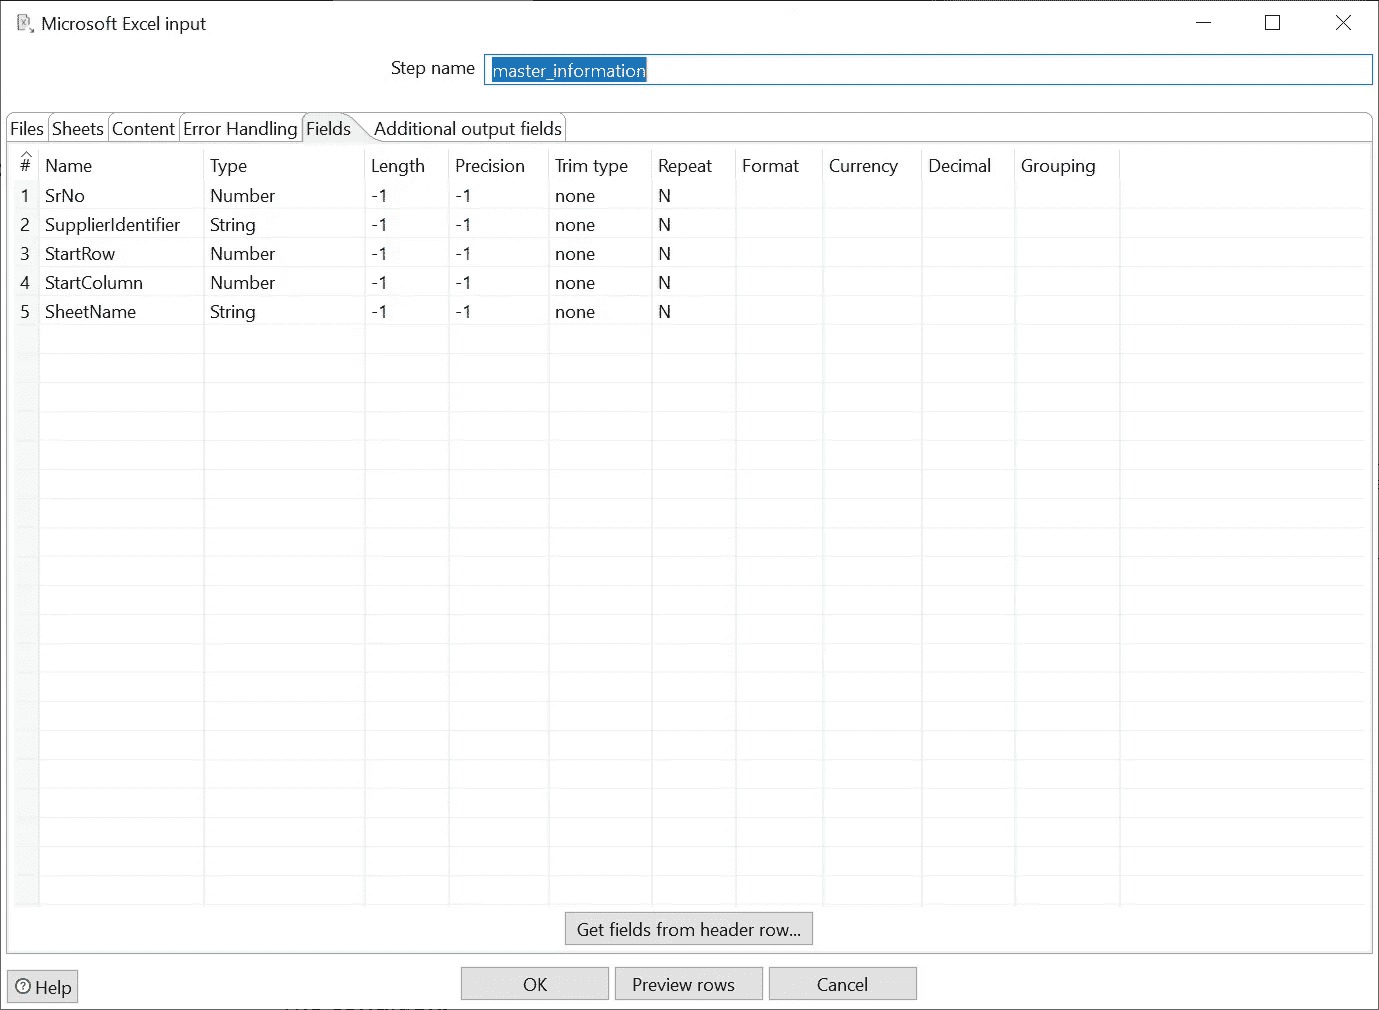 Microsoft Excel input
Step name master_information
Files Sheets Content Error Handling Fields Additional output fields
# Name Type Length Precision Trim type Repeat Format Currency Decimal Grouping
1 SrNo Number -1 -1 none N
2 SupplierIdentifier String -1 -1 none N
3 StartRow Number -1 -1 none N
4 StartColumn Number -1 -1 none N
5 SheetName String -1 -1 none N
Get fields from header row...
Help OK Preview rows Cancel